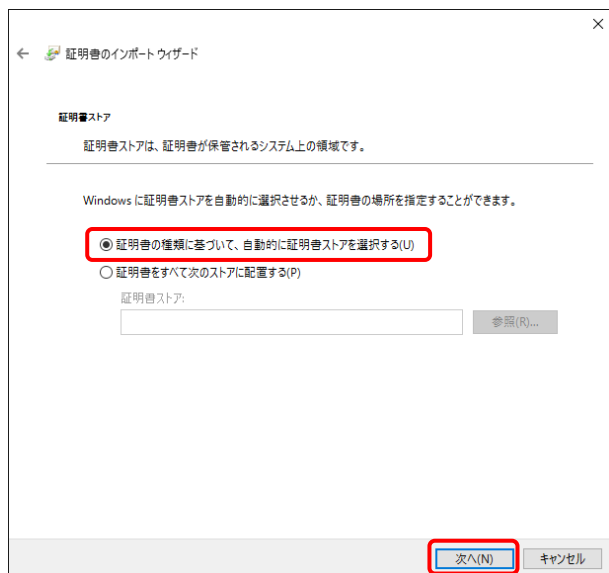 証明書のインポート ウィザード
証明書ストア
証明書ストアは、証明書が保管されるシステム上の領域です。
Windows に証明書ストアを自動的に選択させるか、証明書の場所を指定することができます。
証明書の種類に基づいて、自動的に証明書ストアを選択する(U)
証明書をすべて次のストアに配置する(P)
証明書ストア:
参照(R)...
次へ(N) キャンセル